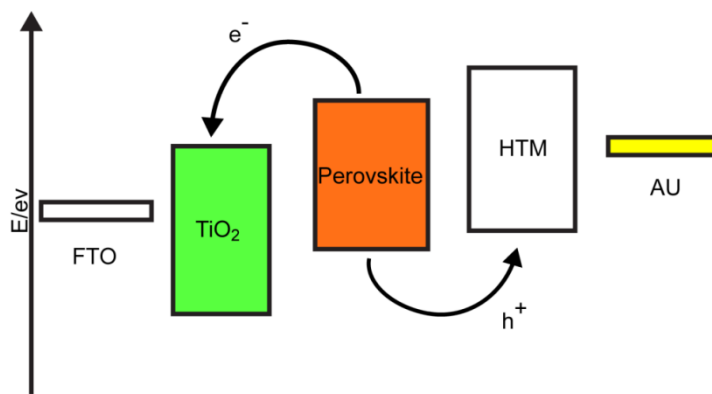 e⁻
E/ev
FTO
TiO₂
Perovskite
HTM
AU
h⁺